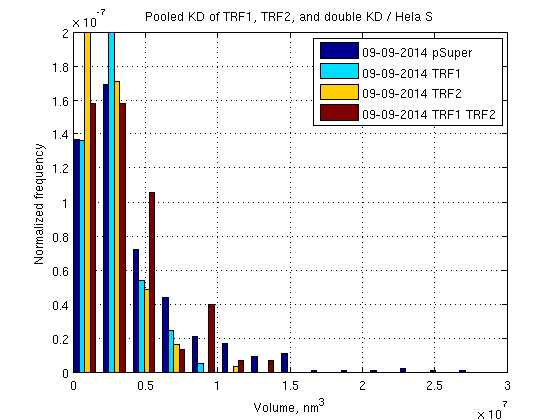 Pooled KD of TRF1, TRF2, and double KD / Hela S
× 10^-7
2
1.8
1.6
1.4
1.2
1
0.8
0.6
0.4
0.2
0
Normalized frequency
09-09-2014 pSuper
09-09-2014 TRF1
09-09-2014 TRF2
09-09-2014 TRF1 TRF2
0 0.5 1 1.5 2 2.5 3
Volume, nm^3
× 10^7